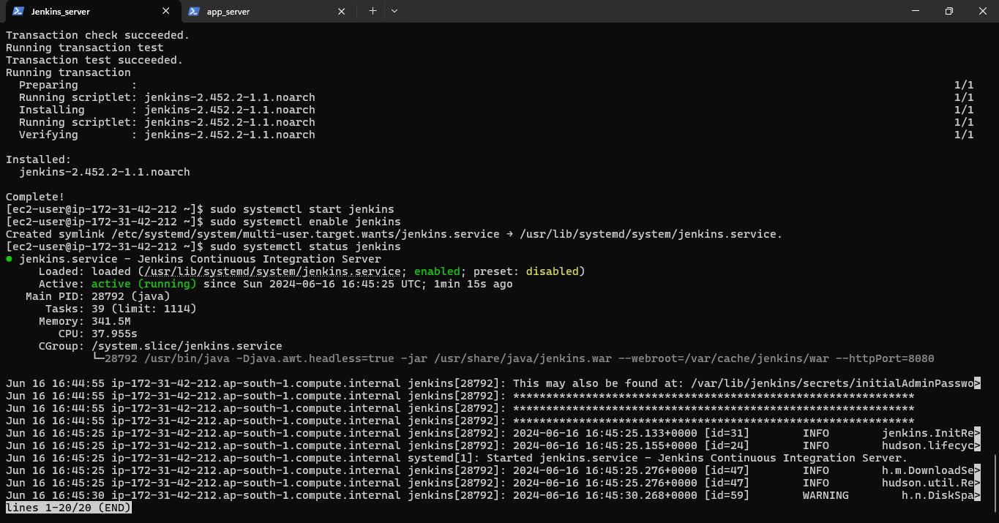 Jenkins_server
app_server
Transaction check succeeded.
Running transaction test
Transaction test succeeded.
Running transaction
  Preparing        :                                                                                                                            1/1
  Running scriptlet: jenkins-2.452.2-1.1.noarch                                                                                                 1/1
  Installing       : jenkins-2.452.2-1.1.noarch                                                                                                 1/1
  Running scriptlet: jenkins-2.452.2-1.1.noarch                                                                                                 1/1
  Verifying        : jenkins-2.452.2-1.1.noarch                                                                                                 1/1
Installed:
  jenkins-2.452.2-1.1.noarch
Complete!
[ec2-user@ip-172-31-42-212 ~]$ sudo systemctl start jenkins
[ec2-user@ip-172-31-42-212 ~]$ sudo systemctl enable jenkins
Created symlink /etc/systemd/system/multi-user.target.wants/jenkins.service → /usr/lib/systemd/system/jenkins.service.
[ec2-user@ip-172-31-42-212 ~]$ sudo systemctl status jenkins
● jenkins.service - Jenkins Continuous Integration Server
     Loaded: loaded (/usr/lib/systemd/system/jenkins.service; enabled; preset: disabled)
     Active: active (running) since Sun 2024-06-16 16:45:25 UTC; 1min 15s ago
   Main PID: 28792 (java)
      Tasks: 39 (limit: 1114)
     Memory: 341.5M
        CPU: 37.955s
     CGroup: /system.slice/jenkins.service
             └─28792 /usr/bin/java -Djava.awt.headless=true -jar /usr/share/java/jenkins.war --webroot=/var/cache/jenkins/war --httpPort=8080
Jun 16 16:44:55 ip-172-31-42-212.ap-south-1.compute.internal jenkins[28792]: This may also be found at: /var/lib/jenkins/secrets/initialAdminPasswo>
Jun 16 16:44:55 ip-172-31-42-212.ap-south-1.compute.internal jenkins[28792]: *************************************************************
Jun 16 16:44:55 ip-172-31-42-212.ap-south-1.compute.internal jenkins[28792]: *************************************************************
Jun 16 16:44:55 ip-172-31-42-212.ap-south-1.compute.internal jenkins[28792]: *************************************************************
Jun 16 16:45:25 ip-172-31-42-212.ap-south-1.compute.internal jenkins[28792]: 2024-06-16 16:45:25.133+0000 [id=31]        INFO        jenkins.InitRe>
Jun 16 16:45:25 ip-172-31-42-212.ap-south-1.compute.internal jenkins[28792]: 2024-06-16 16:45:25.155+0000 [id=24]        INFO        hudson.lifecyc>
Jun 16 16:45:25 ip-172-31-42-212.ap-south-1.compute.internal systemd[1]: Started jenkins.service - Jenkins Continuous Integration Server.
Jun 16 16:45:25 ip-172-31-42-212.ap-south-1.compute.internal jenkins[28792]: 2024-06-16 16:45:25.276+0000 [id=47]        INFO        h.m.DownloadSe>
Jun 16 16:45:25 ip-172-31-42-212.ap-south-1.compute.internal jenkins[28792]: 2024-06-16 16:45:25.276+0000 [id=47]        INFO        hudson.util.Re>
Jun 16 16:45:30 ip-172-31-42-212.ap-south-1.compute.internal jenkins[28792]: 2024-06-16 16:45:30.268+0000 [id=59]        WARNING        h.n.DiskSpa>
lines 1-20/20 (END)